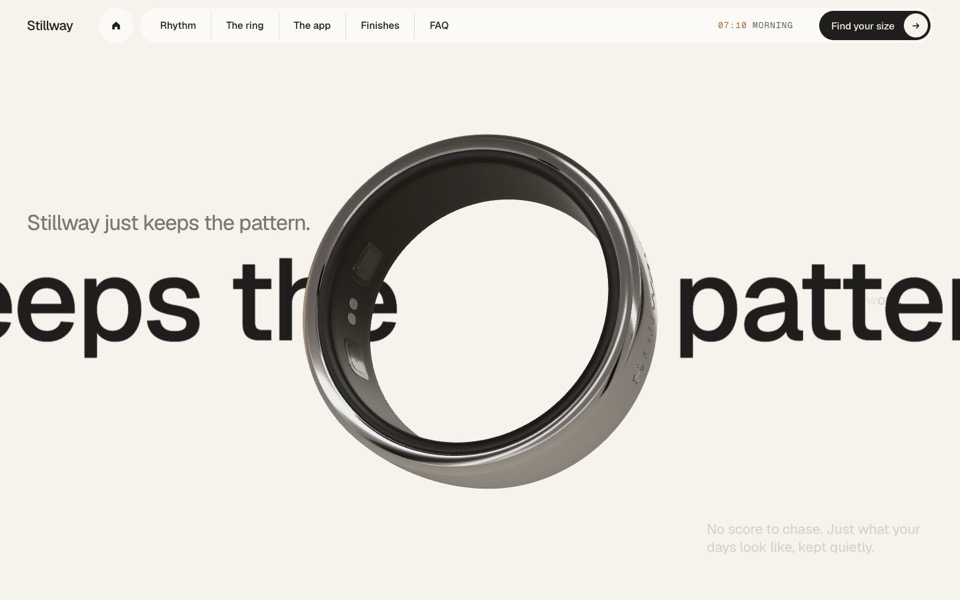 Stillway
Rhythm
The ring
The app
Finishes
FAQ
07:10 MORNING
Find your size
Stillway just keeps the pattern.
eeps the patter
No score to chase. Just what your
days look like, kept quietly.